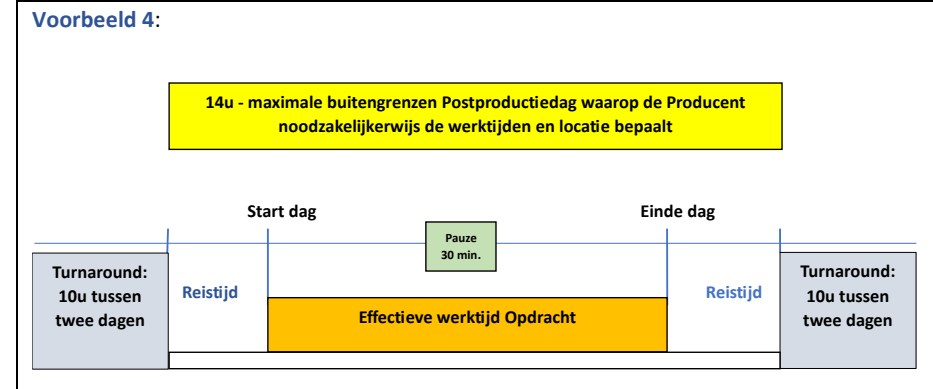 Voorbeeld 4:
14u - maximale buitengrenzen Postproductiedag waarop de Producent
noodzakelijkerwijs de werktijden en locatie bepaalt
Start dag
Einde dag
Pauze
30 min.
Turnaround:
10u tussen
twee dagen
Reistijd
Effectieve werktijd Opdracht
Reistijd
Turnaround:
10u tussen
twee dagen